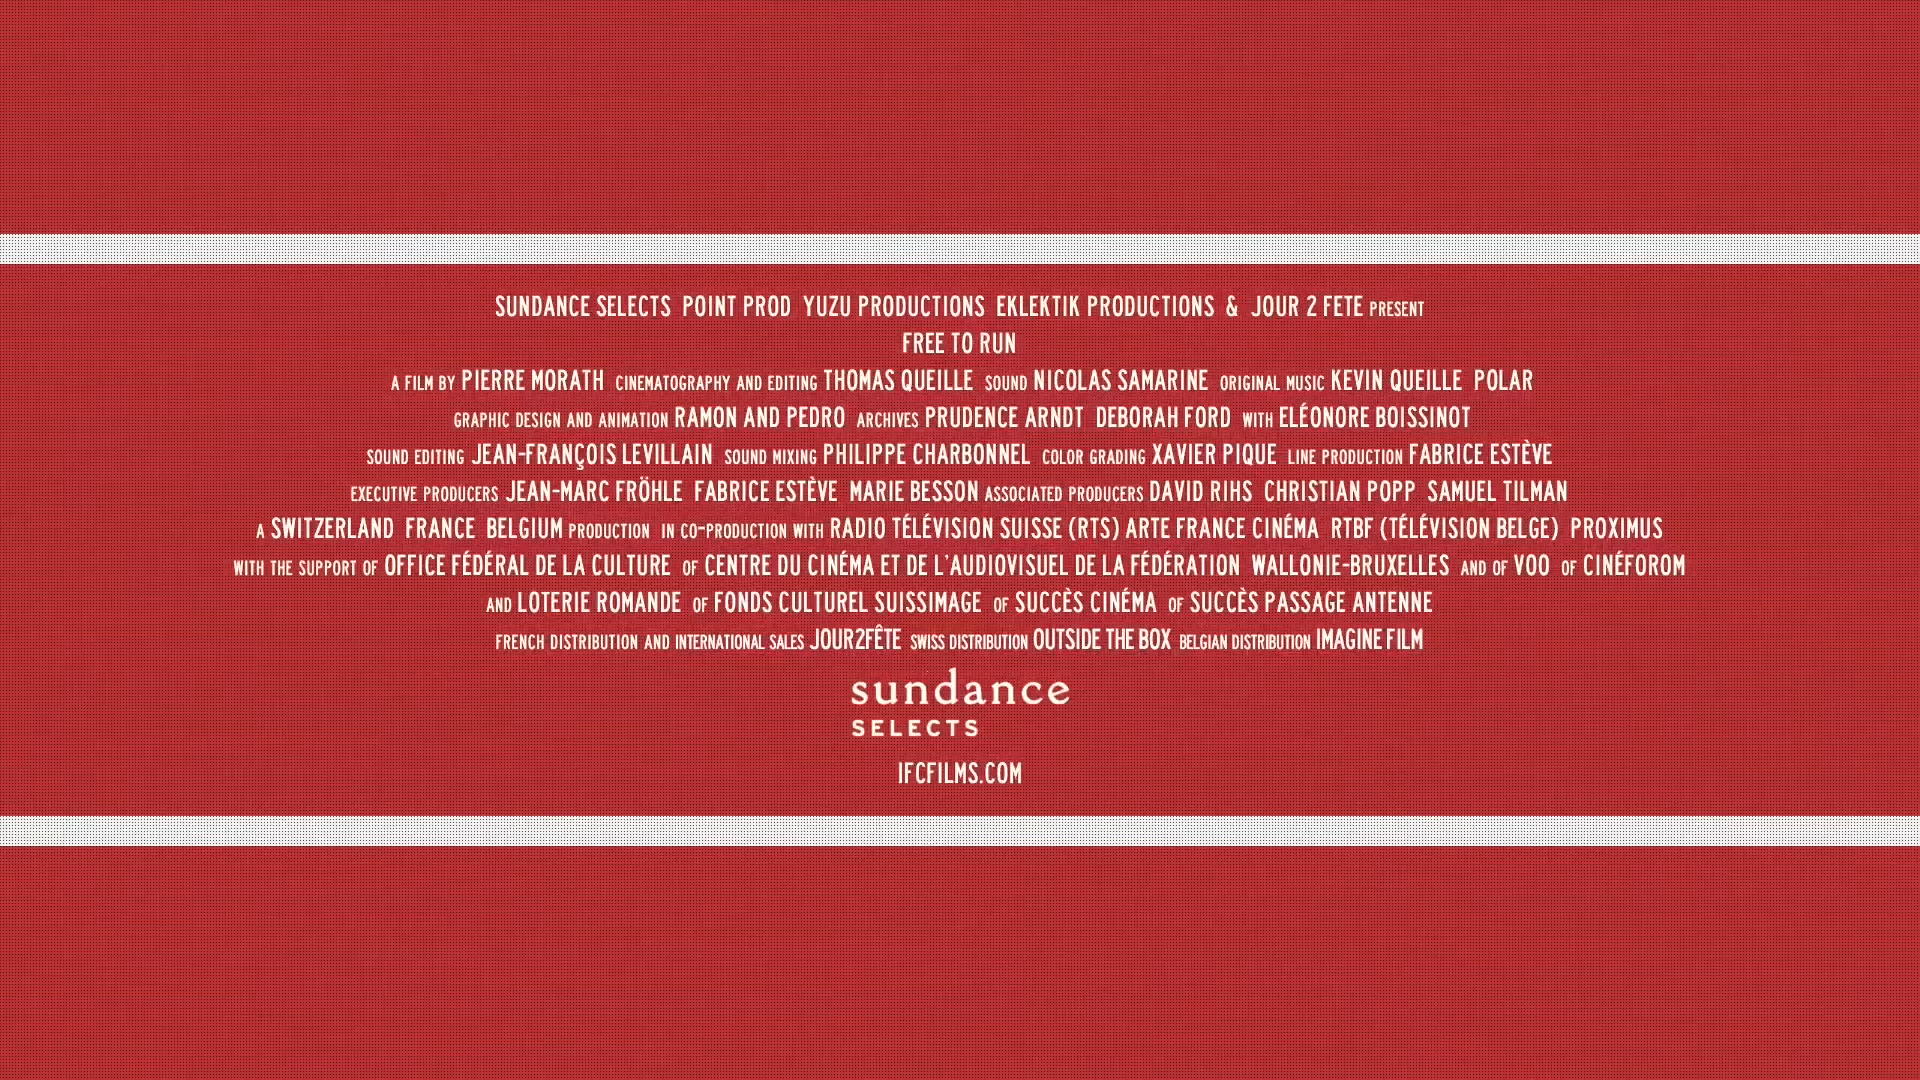 SUNDANCE SELECTS POINT PROD YUZU PRODUCTIONS EKLEKTIK PRODUCTIONS & JOUR 2 FETE PRESENT
FREE TO RUN
A FILM BY PIERRE MORATH CINEMATOGRAPHY AND EDITING THOMAS QUEILLE SOUND NICOLAS SAMARINE ORIGINAL MUSIC KEVIN QUEILLE POLAR
GRAPHIC DESIGN AND ANIMATION RAMON AND PEDRO ARCHIVES PRUDENCE ARNDT DEBORAH FORD WITH ELÉONORE BOISSINOT
SOUND EDITING JEAN-FRANÇOIS LEVILLAIN SOUND MIXING PHILIPPE CHARBONNEL COLOR GRADING XAVIER PIQUE LINE PRODUCTION FABRICE ESTÈVE
EXECUTIVE PRODUCERS JEAN-MARC FRÖHLE FABRICE ESTÈVE MARIE BESSON ASSOCIATED PRODUCERS DAVID RIHS CHRISTIAN POPP SAMUEL TILMAN
A SWITZERLAND FRANCE BELGIUM PRODUCTION IN CO-PRODUCTION WITH RADIO TÉLÉVISION SUISSE (RTS) ARTE FRANCE CINÉMA RTBF (TÉLÉVISION BELGE) PROXIMUS
WITH THE SUPPORT OF OFFICE FÉDÉRAL DE LA CULTURE OF CENTRE DU CINÉMA ET DE L'AUDIOVISUEL DE LA FÉDÉRATION WALLONIE-BRUXELLES AND OF VOO OF CINÉFOROM
AND LOTERIE ROMANDE OF FONDS CULTUREL SUISSIMAGE OF SUCCÈS CINÉMA OF SUCCÈS PASSAGE ANTENNE
FRENCH DISTRIBUTION AND INTERNATIONAL SALES JOUR2FÊTE SWISS DISTRIBUTION OUTSIDE THE BOX BELGIAN DISTRIBUTION IMAGINE FILM
sundance
SELECTS
IFCFILMS.COM